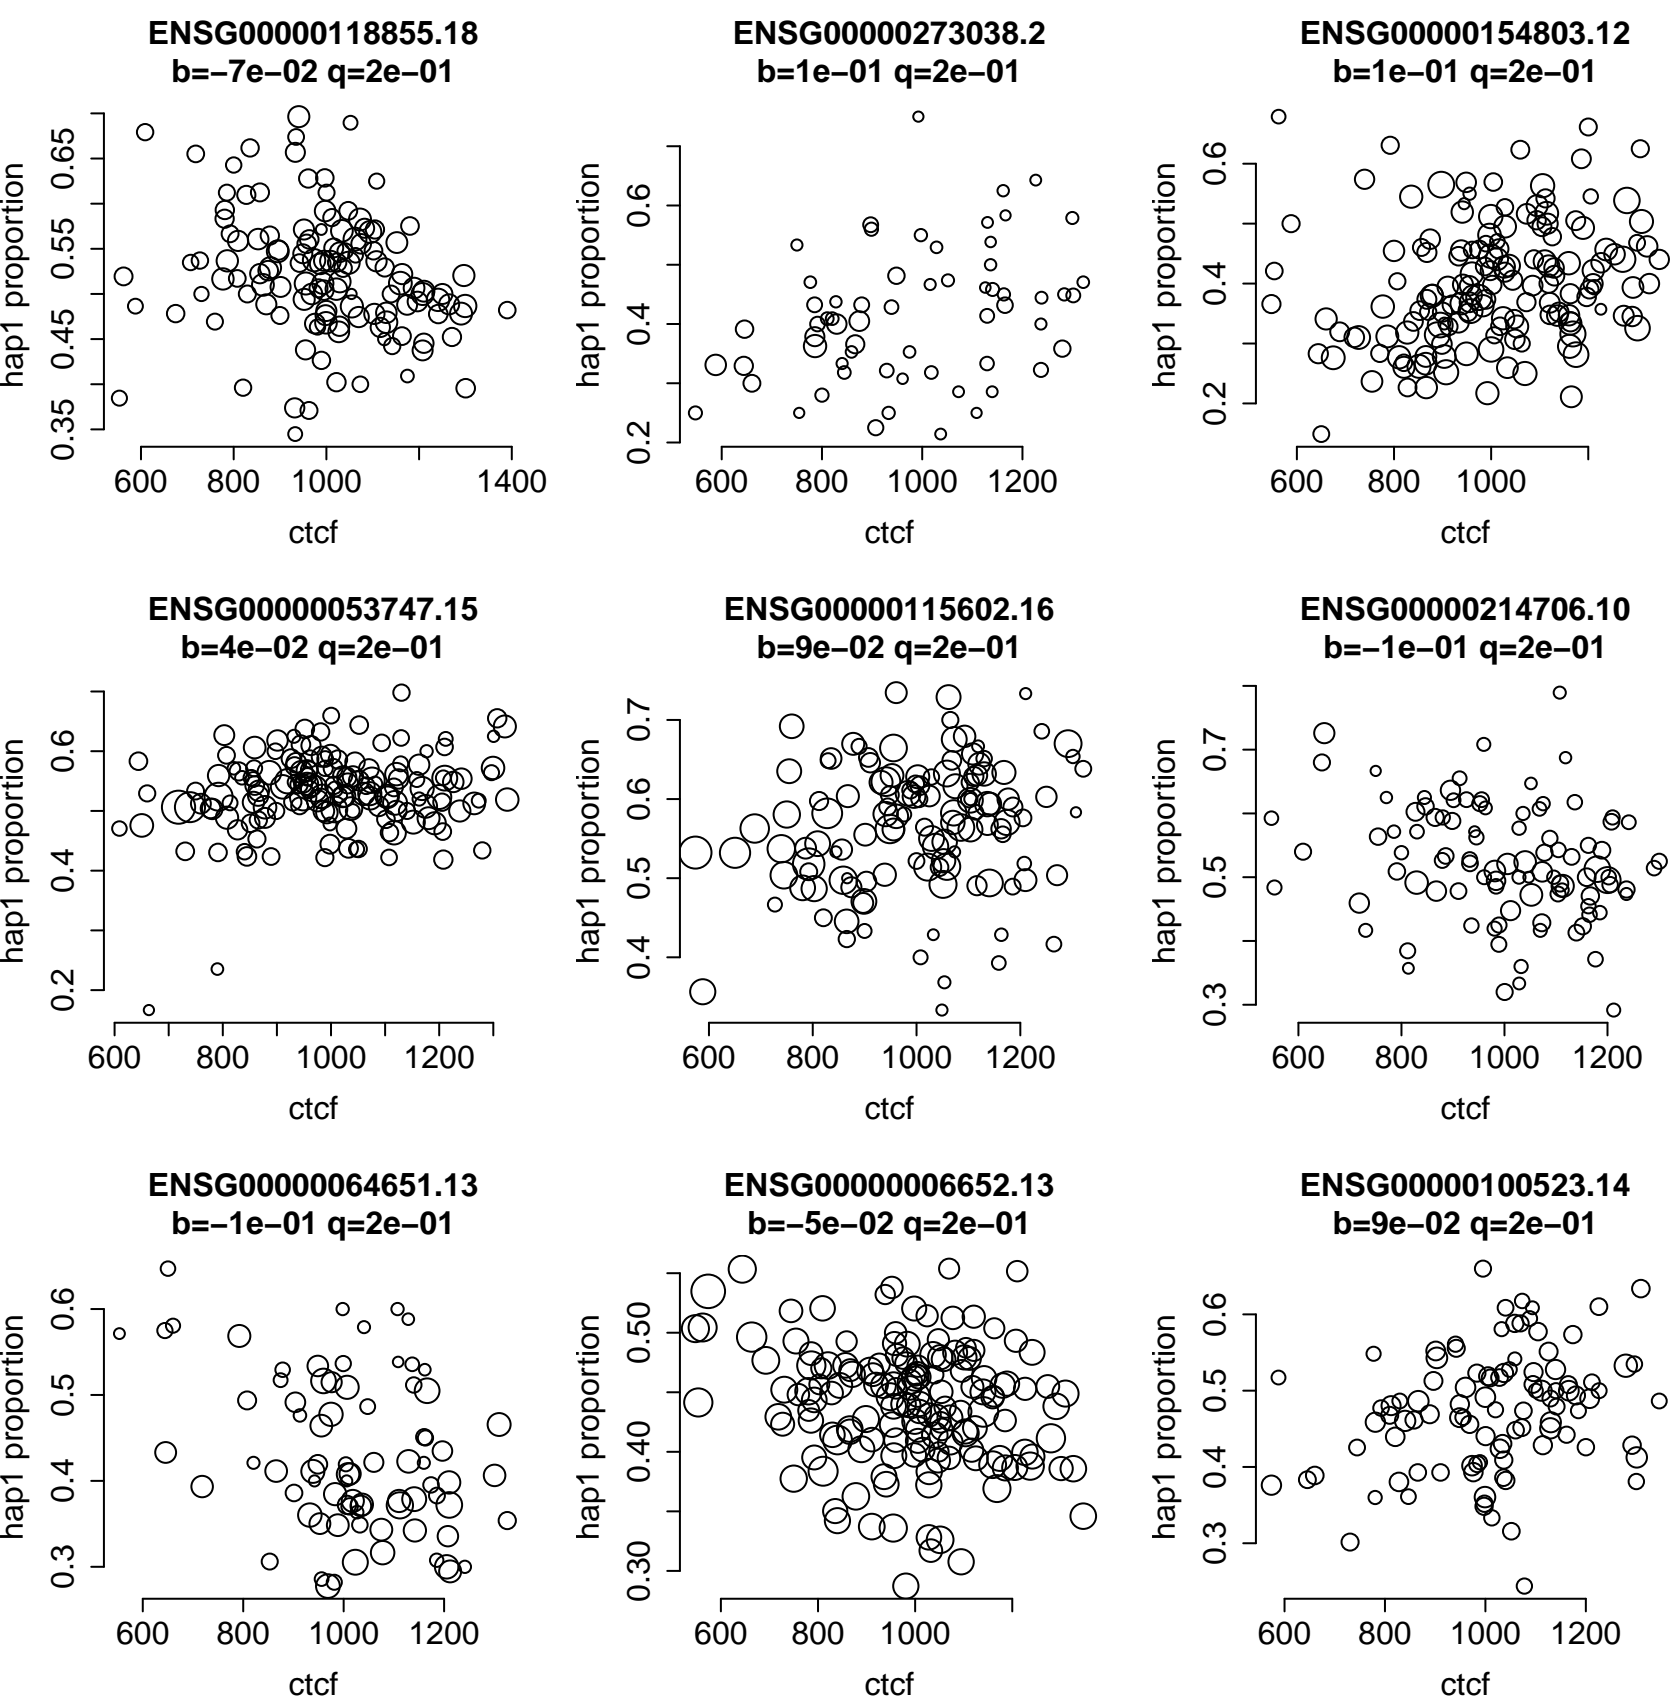 ENSG00000118855.18
b=−7e−02 q=2e−01
hap1 proportion
0.35 0.45 0.55 0.65
600 800 1000 1400
ctcf
ENSG00000273038.2
b=1e−01 q=2e−01
hap1 proportion
0.2 0.4 0.6
600 800 1000 1200
ctcf
ENSG00000154803.12
b=1e−01 q=2e−01
hap1 proportion
0.2 0.4 0.6
600 800 1000
ctcf
ENSG00000053747.15
b=4e−02 q=2e−01
hap1 proportion
0.2 0.4 0.6
600 800 1000 1200
ctcf
ENSG00000115602.16
b=9e−02 q=2e−01
hap1 proportion
0.4 0.5 0.6 0.7
600 800 1000 1200
ctcf
ENSG00000214706.10
b=−1e−01 q=2e−01
hap1 proportion
0.3 0.5 0.7
600 800 1000 1200
ctcf
ENSG00000064651.13
b=−1e−01 q=2e−01
hap1 proportion
0.3 0.4 0.5 0.6
600 800 1000 1200
ctcf
ENSG00000006652.13
b=−5e−02 q=2e−01
hap1 proportion
0.30 0.40 0.50
600 800 1000
ctcf
ENSG00000100523.14
b=9e−02 q=2e−01
hap1 proportion
0.3 0.4 0.5 0.6
600 800 1000 1200
ctcf